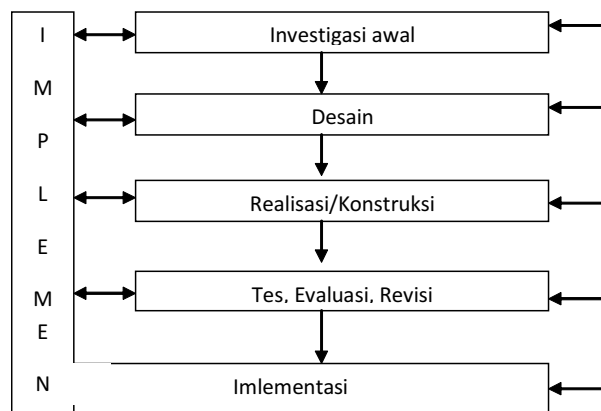 I
M
P
L
E
M
E
N
Investigasi awal
Desain
Realisasi/Konstruksi
Tes, Evaluasi, Revisi
Imlementasi